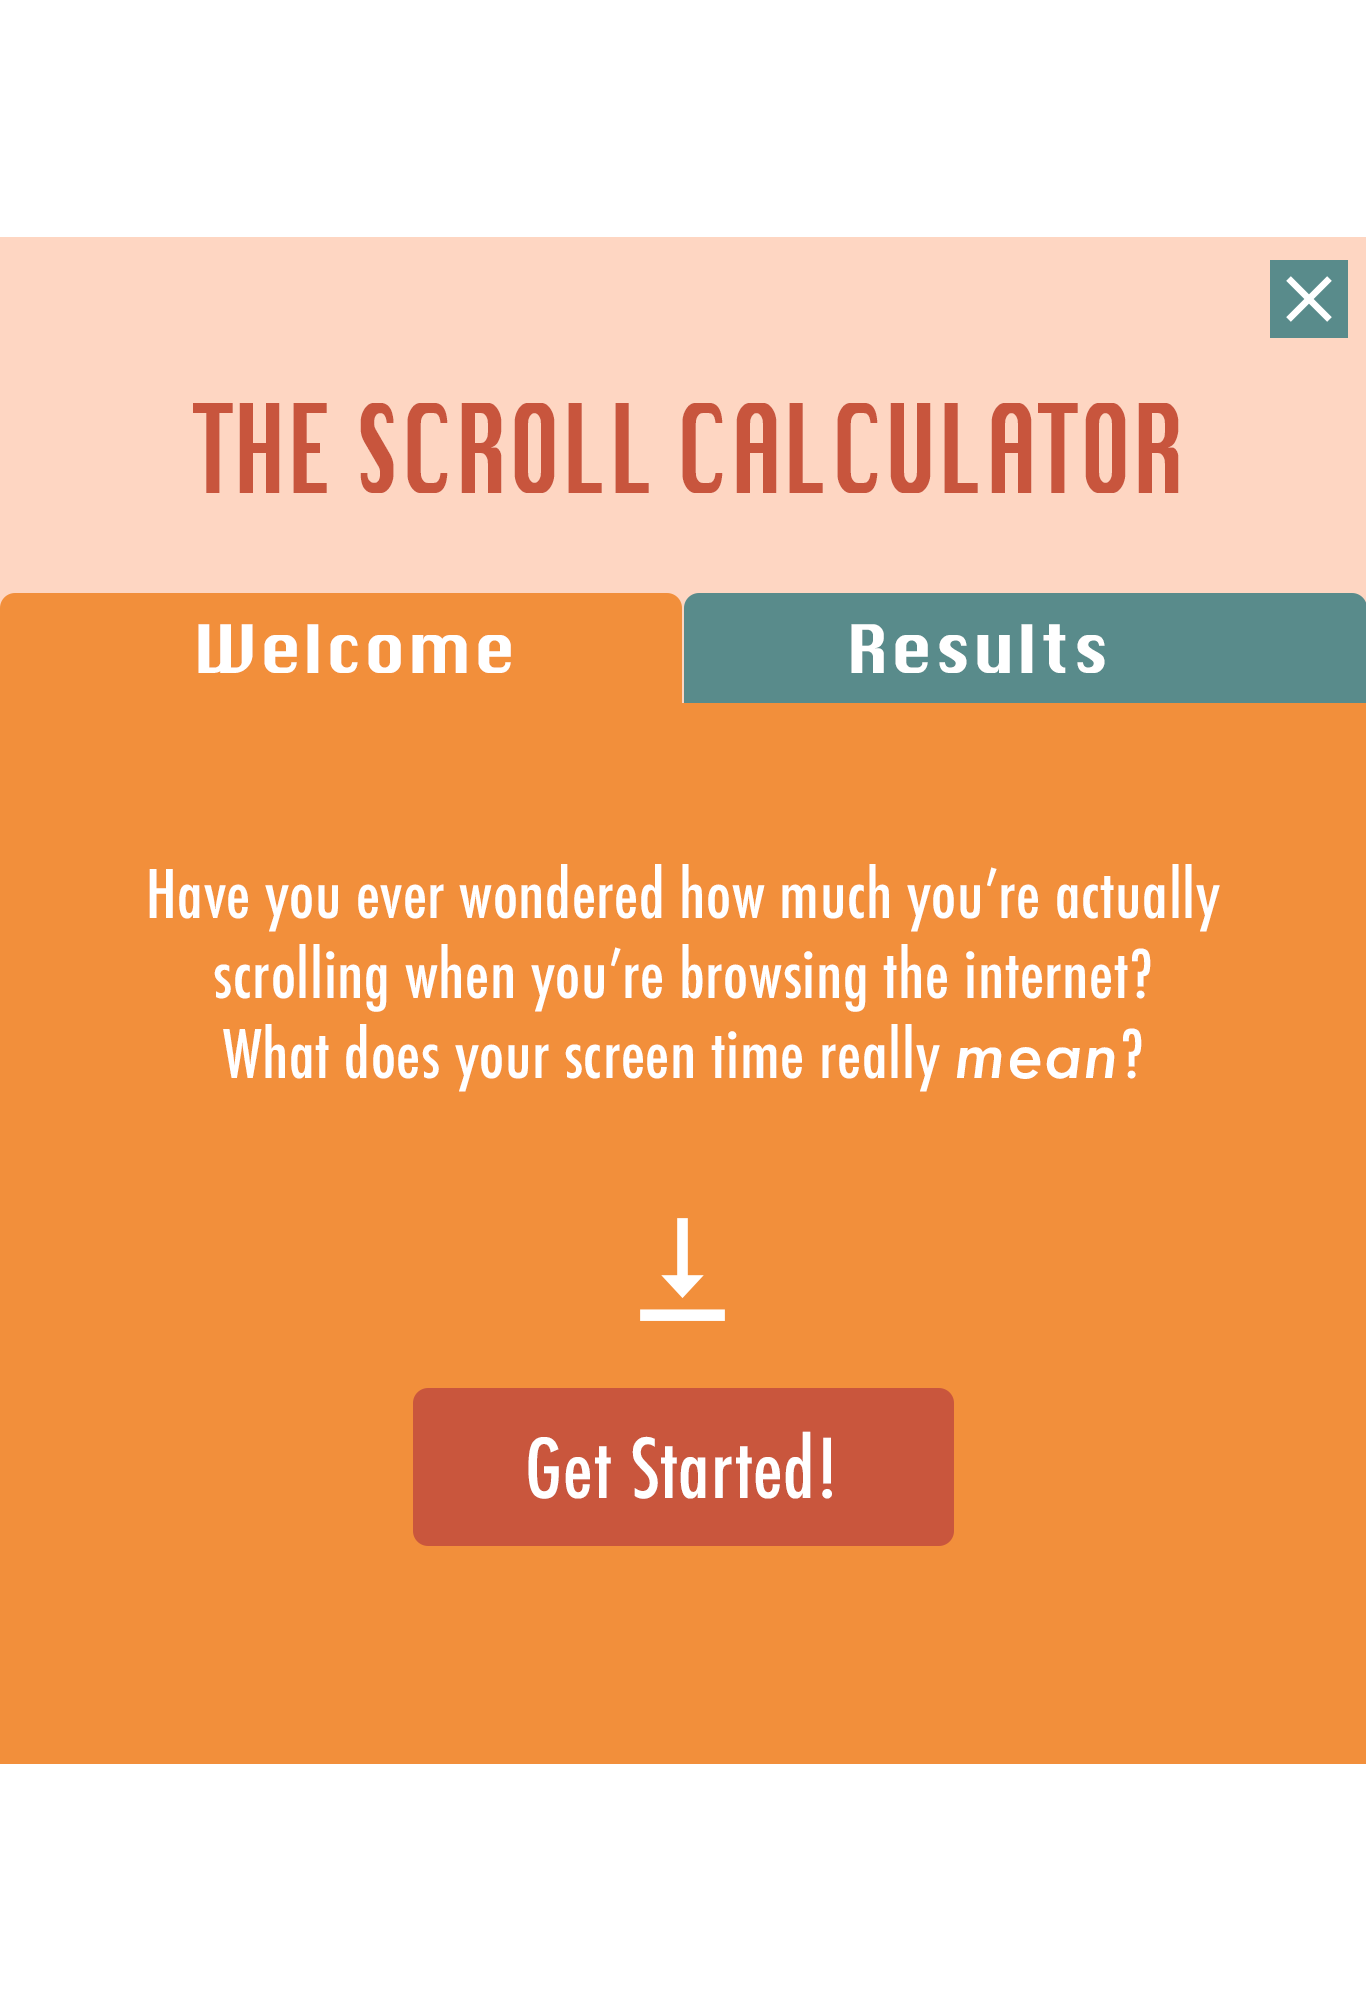 THE SCROLL CALCULATOR
Welcome
Results
Have you ever wondered how much you’re actually
scrolling when you’re browsing the internet?
What does your screen time really mean?
Get Started!